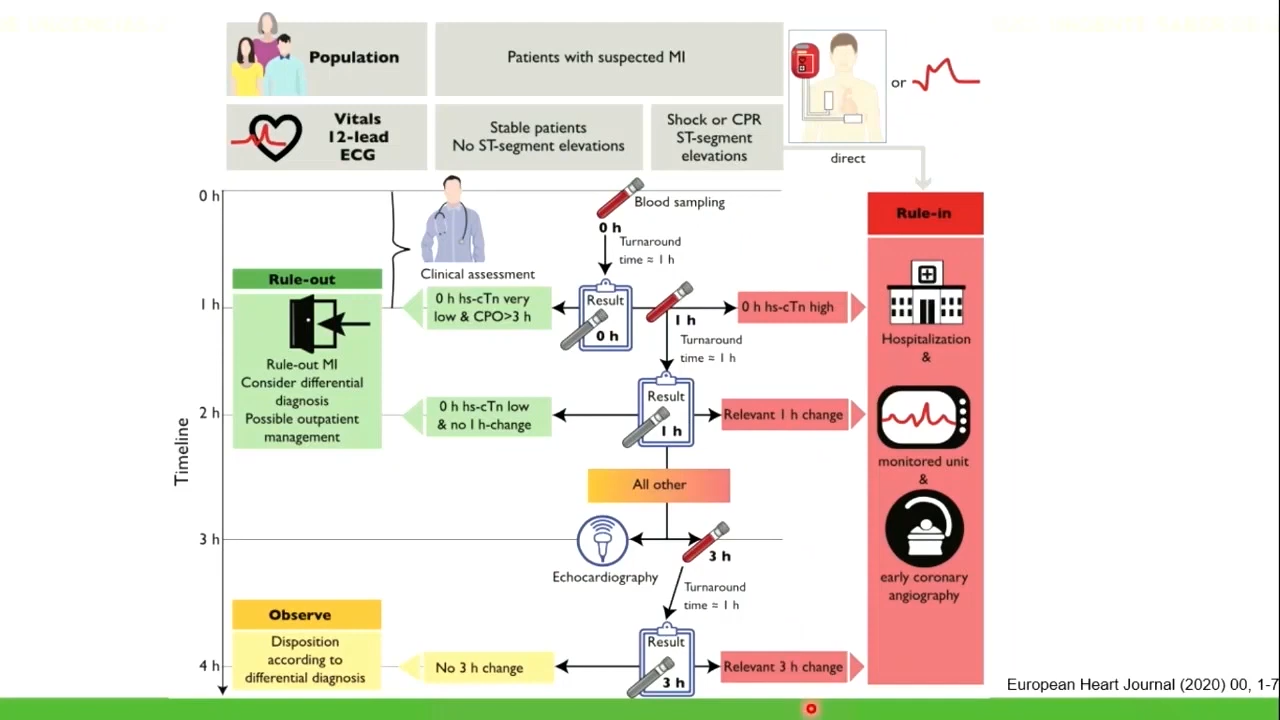 Population
Patients with suspected MI
or
Vitals
12-lead
ECG
Stable patients
No ST-segment elevations
Shock or CPR
ST-segment
elevations
direct
0 h
Blood sampling
0 h
Turnaround
time ≈ 1 h
Clinical assessment
Rule-in
Rule-out
1 h
0 h hs-cTn very
low & CPO>3 h
Result
0 h
1 h
0 h hs-cTn high
Turnaround
time ≈ 1 h
Hospitalization
&
Rule-out MI
Consider differential
diagnosis
Possible outpatient
management
2 h
0 h hs-cTn low
& no 1 h-change
Result
1 h
Relevant 1 h change
monitored unit
&
Timeline
All other
3 h
3 h
Echocardiography
early coronary
angiography
Turnaround
time ≈ 1 h
Observe
Disposition
according to
differential diagnosis
4 h
No 3 h change
Result
3 h
Relevant 3 h change
European Heart Journal (2020) 00, 1-7